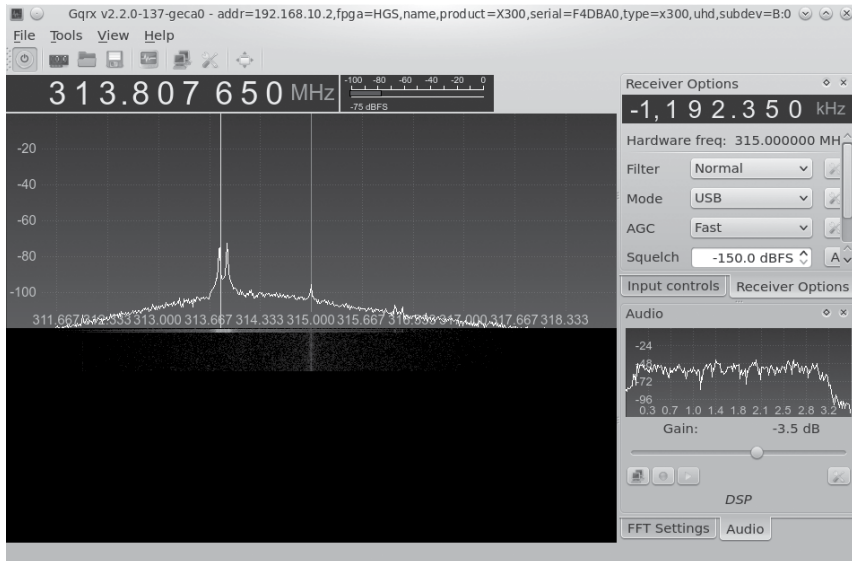 Gqrx v2.2.0-137-geca0 - addr=192.168.10.2,fpga=HGS,name,product=X300,serial=F4DBA0,type=x300,uhd,subdev=B:0
File Tools View Help
313.807 650 MHz
-100 -80 -60 -40 -20 0
-75 dBFS
-20
-40
-60
-80
-100
311.667 312.333 313.000 313.667 314.333 315.000 315.667 316.333 317.000 317.667 318.333
Receiver Options
-1,192.350 kHz
Hardware freq: 315.000000 MH
Filter Normal
Mode USB
AGC Fast
Squelch -150.0 dBFS A
Input controls Receiver Options
Audio
-24
-48
-72
-96
0.3 0.7 1.0 1.4 1.8 2.1 2.5 2.8 3.2
Gain: -3.5 dB
DSP
FFT Settings Audio